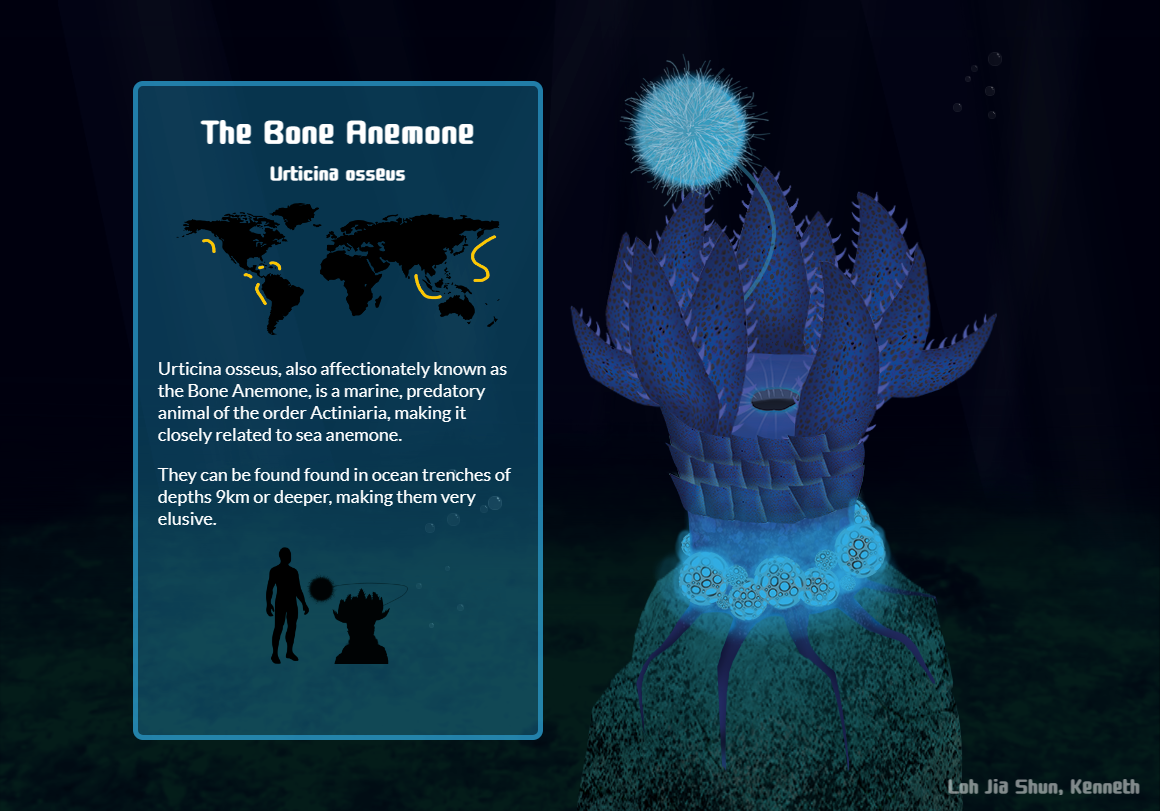 The Bone Anemone
Urticina osseus
Urticina osseus, also affectionately known as
the Bone Anemone, is a marine, predatory
animal of the order Actiniaria, making it
closely related to sea anemone.
They can be found found in ocean trenches of
depths 9km or deeper, making them very
elusive.
Loh Jia Shun, Kenneth